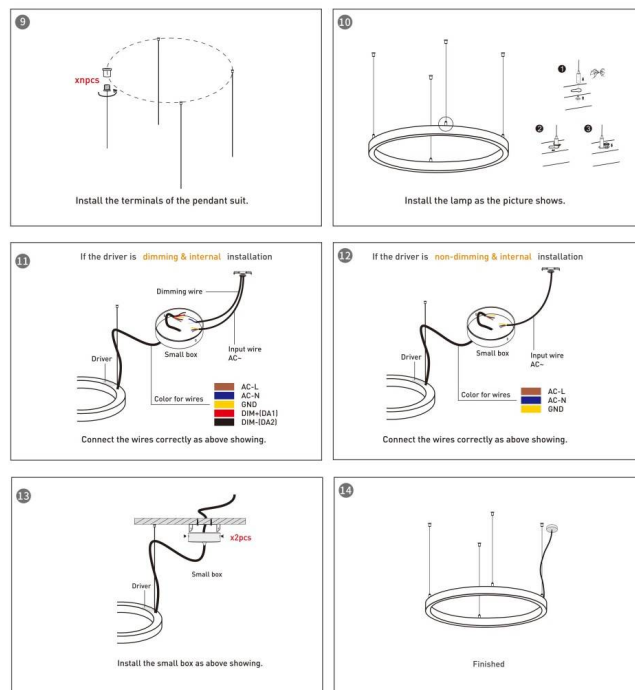 9
xnpcs
Install the terminals of the pendant suit.
10
1
2
3
Install the lamp as the picture shows.
11
If the driver is dimming & internal installation
Dimming wire
Small box
Input wire
AC~
Driver
Color for wires
AC-L
AC-N
GND
DIM+(DA1)
DIM-(DA2)
Connect the wires correctly as above showing.
12
If the driver is non-dimming & internal installation
Small box
Input wire
AC~
Driver
Color for wires
AC-L
AC-N
GND
Connect the wires correctly as above showing.
13
x2pcs
Small box
Driver
Install the small box as above showing.
14
Finished